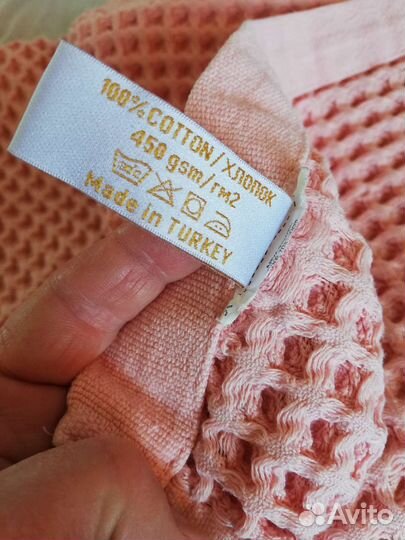 100% COTTON / ХЛОПОК
450 gsm/гм2
Made in TURKEY
Avito